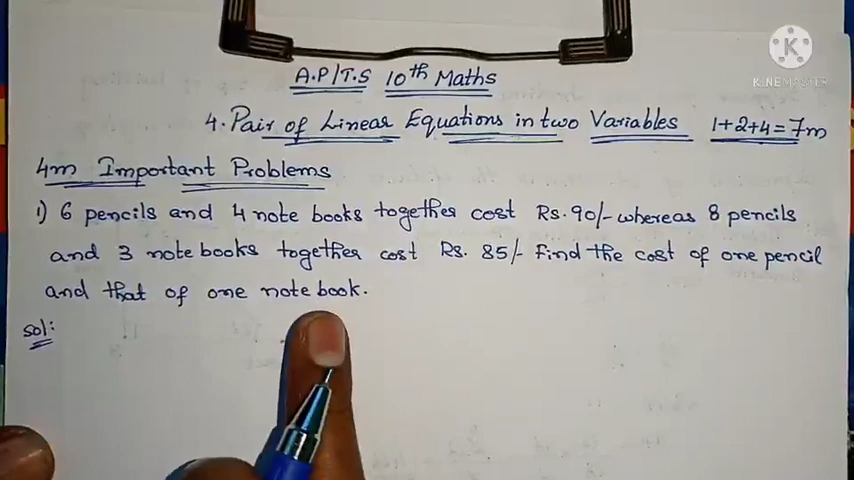 KINEMASTER
A.P/T.S 10th Maths
4. Pair of Linear Equations in two Variables 1+2+4=7m
4m Important Problems
1) 6 pencils and 4 note books together cost Rs.90/- whereas 8 pencils
and 3 note books together cost Rs. 85/- Find the cost of one pencil
and that of one note book.
sol: